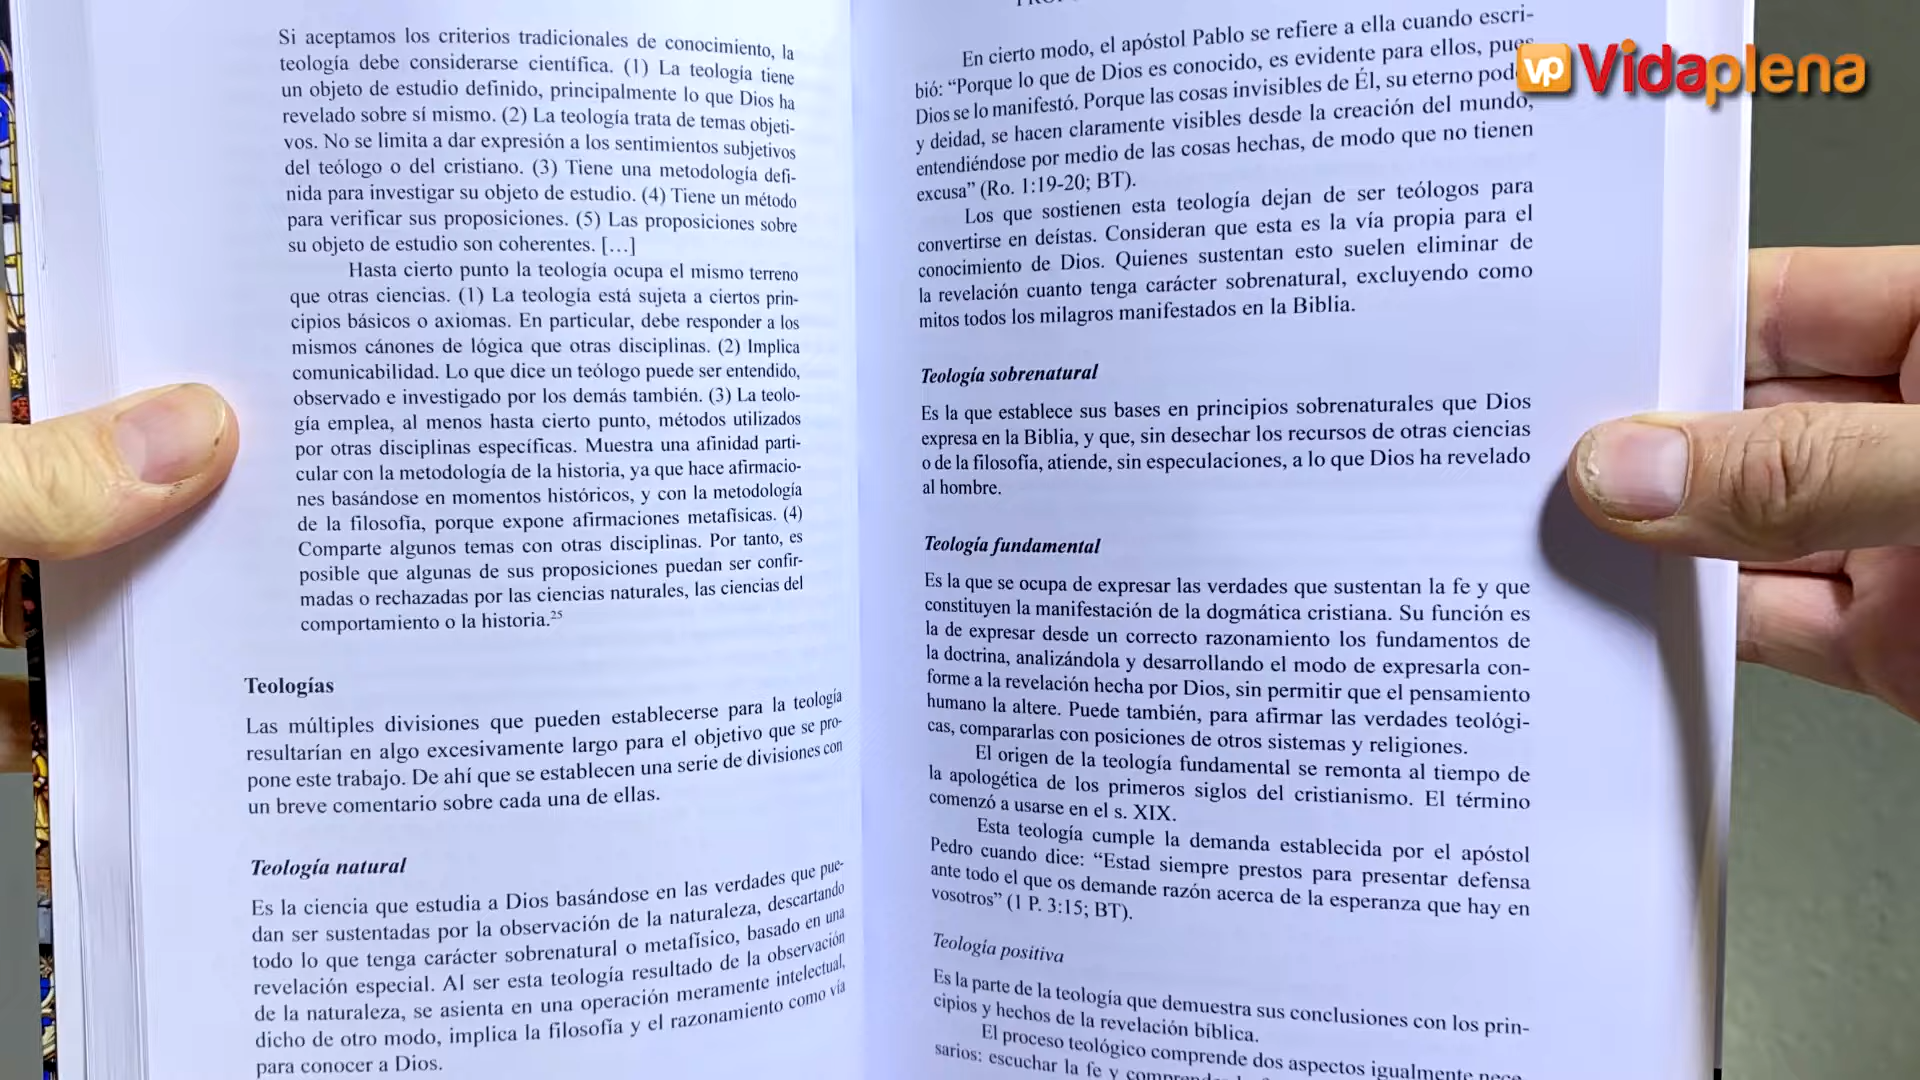 Si aceptamos los criterios tradicionales de conocimiento, la
teología debe considerarse científica. (1) La teología tiene
un objeto de estudio definido, principalmente lo que Dios ha
revelado sobre sí mismo. (2) La teología trata de temas objeti-
vos. No se limita a dar expresión a los sentimientos subjetivos
del teólogo o del cristiano. (3) Tiene una metodología defi-
nida para investigar su objeto de estudio. (4) Tiene un método
para verificar sus proposiciones. (5) Las proposiciones sobre
su objeto de estudio son coherentes. […]
Hasta cierto punto la teología ocupa el mismo terreno
que otras ciencias. (1) La teología está sujeta a ciertos prin-
cipios básicos o axiomas. En particular, debe responder a los
mismos cánones de lógica que otras disciplinas. (2) Implica
comunicabilidad. Lo que dice un teólogo puede ser entendido,
observado e investigado por los demás también. (3) La teolo-
gía emplea, al menos hasta cierto punto, métodos utilizados
por otras disciplinas específicas. Muestra una afinidad parti-
cular con la metodología de la historia, ya que hace afirmacio-
nes basándose en momentos históricos, y con la metodología
de la filosofía, porque expone afirmaciones metafísicas. (4)
Comparte algunos temas con otras disciplinas. Por tanto, es
posible que algunas de sus proposiciones puedan ser confir-
madas o rechazadas por las ciencias naturales, las ciencias del
comportamiento o la historia.25
Teologías
Las múltiples divisiones que pueden establecerse para la teología
resultarían en algo excesivamente largo para el objetivo que se pro-
pone este trabajo. De ahí que se establecen una serie de divisiones con
un breve comentario sobre cada una de ellas.
Teología natural
Es la ciencia que estudia a Dios basándose en las verdades que pue-
dan ser sustentadas por la observación de la naturaleza, descartando
todo lo que tenga carácter sobrenatural o metafísico, basado en una
revelación especial. Al ser esta teología resultado de la observación
de la naturaleza, se asienta en una operación meramente intelectual,
dicho de otro modo, implica la filosofía y el razonamiento como vía
para conocer a Dios.
En cierto modo, el apóstol Pablo se refiere a ella cuando escri-
bió: “Porque lo que de Dios es conocido, es evidente para ellos, pues
Dios se lo manifestó. Porque las cosas invisibles de Él, su eterno
y deidad, se hacen claramente visibles desde la creación del mundo,
entendiéndose por medio de las cosas hechas, de modo que no tienen
excusa” (Ro. 1:19-20; BT).
Los que sostienen esta teología dejan de ser teólogos para
convertirse en deístas. Consideran que esta es la vía propia para el
conocimiento de Dios. Quienes sustentan esto suelen eliminar de
la revelación cuanto tenga carácter sobrenatural, excluyendo como
mitos todos los milagros manifestados en la Biblia.
Teología sobrenatural
Es la que establece sus bases en principios sobrenaturales que Dios
expresa en la Biblia, y que, sin desechar los recursos de otras ciencias
o de la filosofía, atiende, sin especulaciones, a lo que Dios ha revelado
al hombre.
Teología fundamental
Es la que se ocupa de expresar las verdades que sustentan la fe y que
constituyen la manifestación de la dogmática cristiana. Su función es
la de expresar desde un correcto razonamiento los fundamentos de
la doctrina, analizándola y desarrollando el modo de expresarla con-
forme a la revelación hecha por Dios, sin permitir que el pensamiento
humano la altere. Puede también, para afirmar las verdades teológi-
cas, compararlas con posiciones de otros sistemas y religiones.
El origen de la teología fundamental se remonta al tiempo de
la apologética de los primeros siglos del cristianismo. El término
comenzó a usarse en el s. XIX.
Esta teología cumple la demanda establecida por el apóstol
Pedro cuando dice: “Estad siempre prestos para presentar defensa
ante todo el que os demande razón acerca de la esperanza que hay en
vosotros” (1 P. 3:15; BT).
Teología positiva
Es la parte de la teología que demuestra sus conclusiones con los prin-
cipios y hechos de la revelación bíblica.
El proceso teológico comprende dos aspectos igualmente nece-
sarios: escuchar la fe y
vp Vidaplena